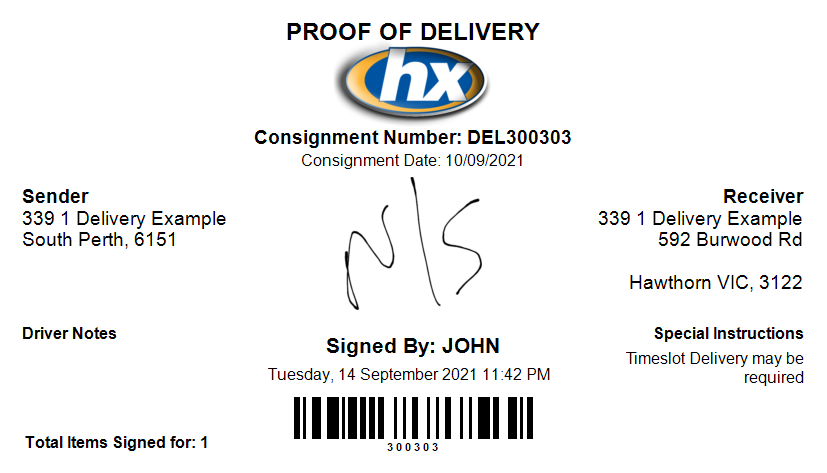 PROOF OF DELIVERY
hx
Consignment Number: DEL300303
Consignment Date: 10/09/2021
Sender
339 1 Delivery Example
South Perth, 6151
N/S
Receiver
339 1 Delivery Example
592 Burwood Rd
Hawthorn VIC, 3122
Driver Notes
Signed By: JOHN
Tuesday, 14 September 2021 11:42 PM
Special Instructions
Timeslot Delivery may be
required
300303
Total Items Signed for: 1